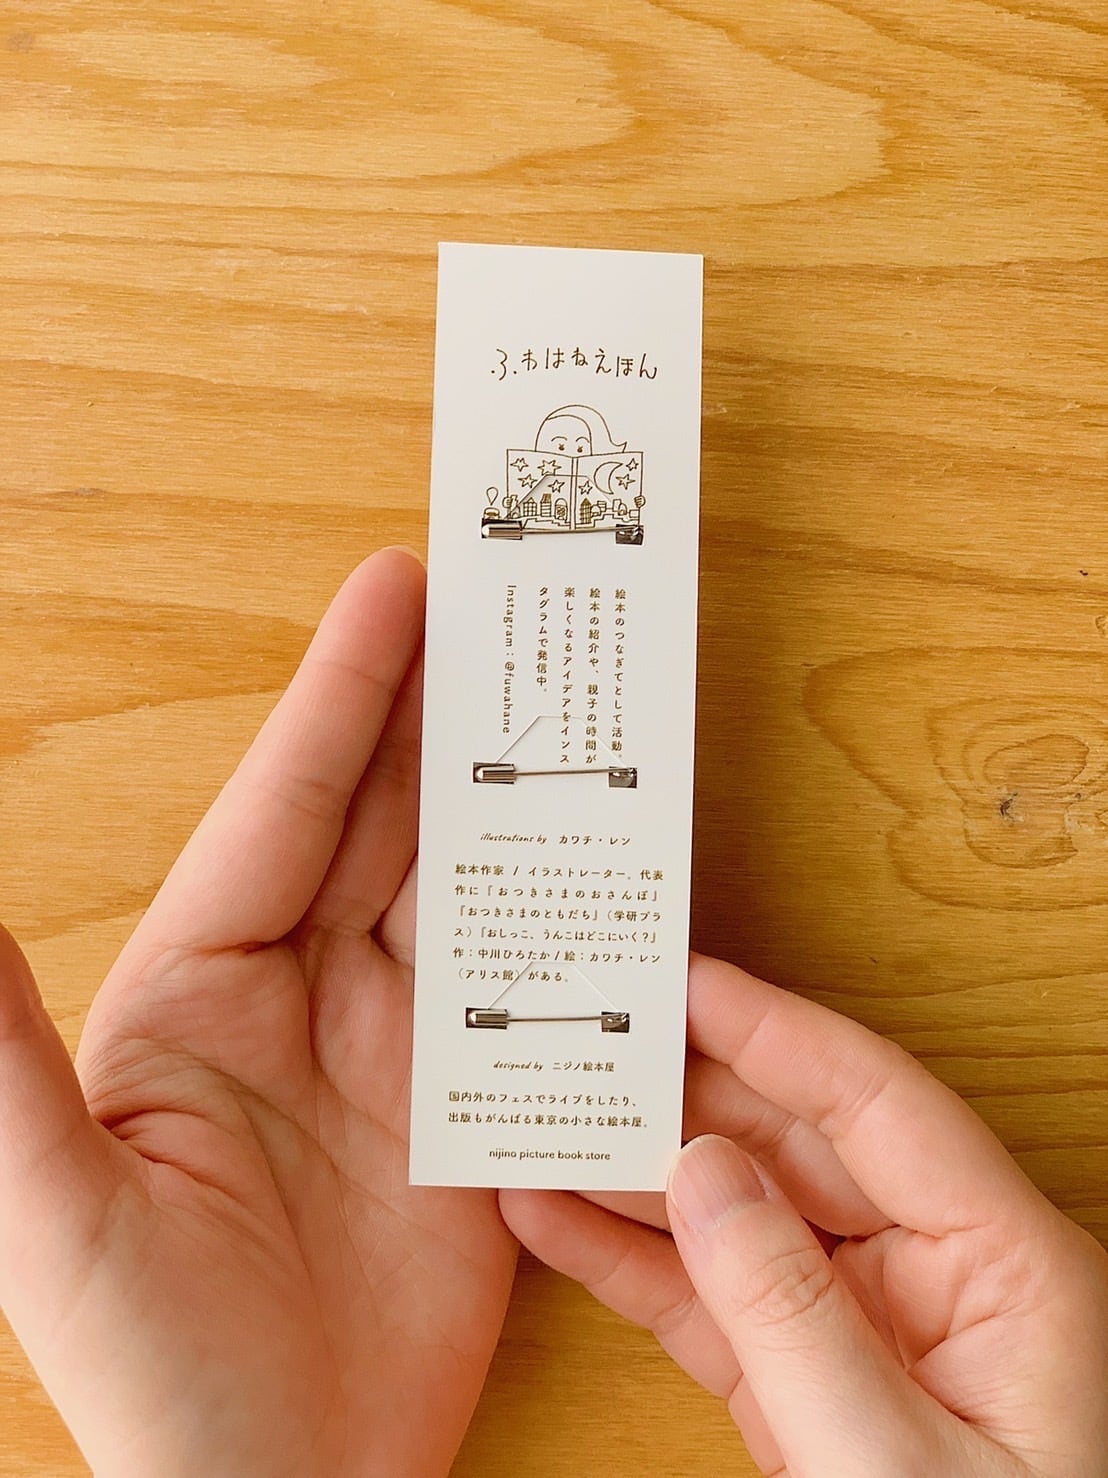 ふわはねえほん
絵本のつなぎてとして活動。
絵本の紹介や、親子の時間が
楽しくなるアイデアをインス
タグラムで発信中。
Instagram：@fuwahane
illustrations by カワチ・レン
絵本作家 / イラストレーター。代表
作に『おつきさまのおさんぽ』
『おつきさまのともだち』（学研プラ
ス）『おしっこ、うんこはどこにいく？』
作：中川ひろたか / 絵：カワチ・レン
（アリス館）がある。
designed by ニジノ絵本屋
国内外のフェスでライブをしたり、
出版もがんばる東京の小さな絵本屋。
nijino picture book store